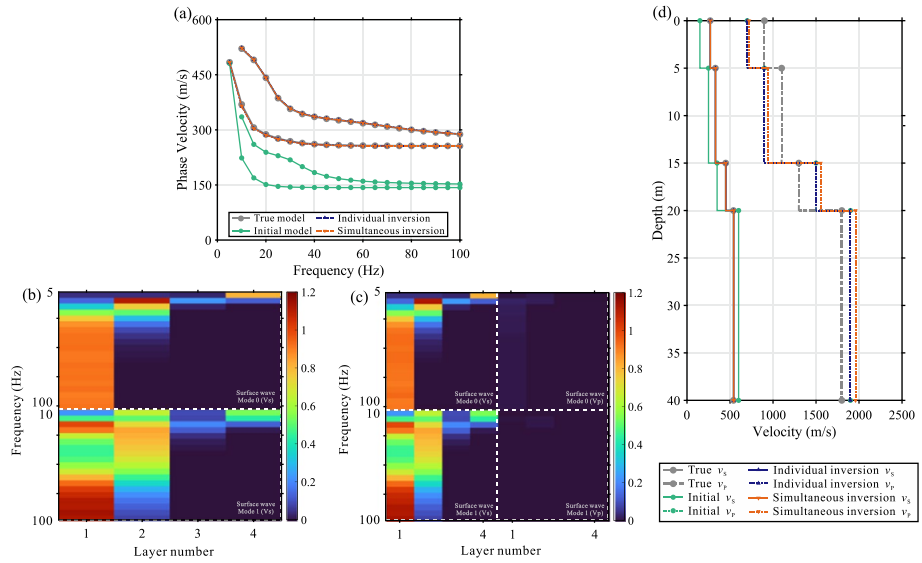 (a)
600
450
300
150
0
Phase Velocity (m/s)
True model
Individual inversion
Initial model
Simultaneous inversion
0
20
40
60
80
100
Frequency (Hz)
(b)
5
100
10
100
Frequency (Hz)
Surface wave
Mode 0 (Vs)
Surface wave
Mode 1 (Vs)
1
2
3
4
Layer number
1.2
1
0.8
0.6
0.4
0.2
0
(c)
5
100
10
100
Frequency (Hz)
Surface wave
Mode 0 (Vs)
Surface wave
Mode 0 (Vp)
Surface wave
Mode 1 (Vs)
Surface wave
Mode 1 (Vp)
1
4
1
4
Layer number
1.2
1
0.8
0.6
0.4
0.2
0
(d)
0
5
10
15
20
25
30
35
40
Depth (m)
0
500
1000
1500
2000
2500
Velocity (m/s)
True vS
Individual inversion vS
True vP
Individual inversion vP
Initial vS
Simultaneous inversion vS
Initial vP
Simultaneous inversion vP